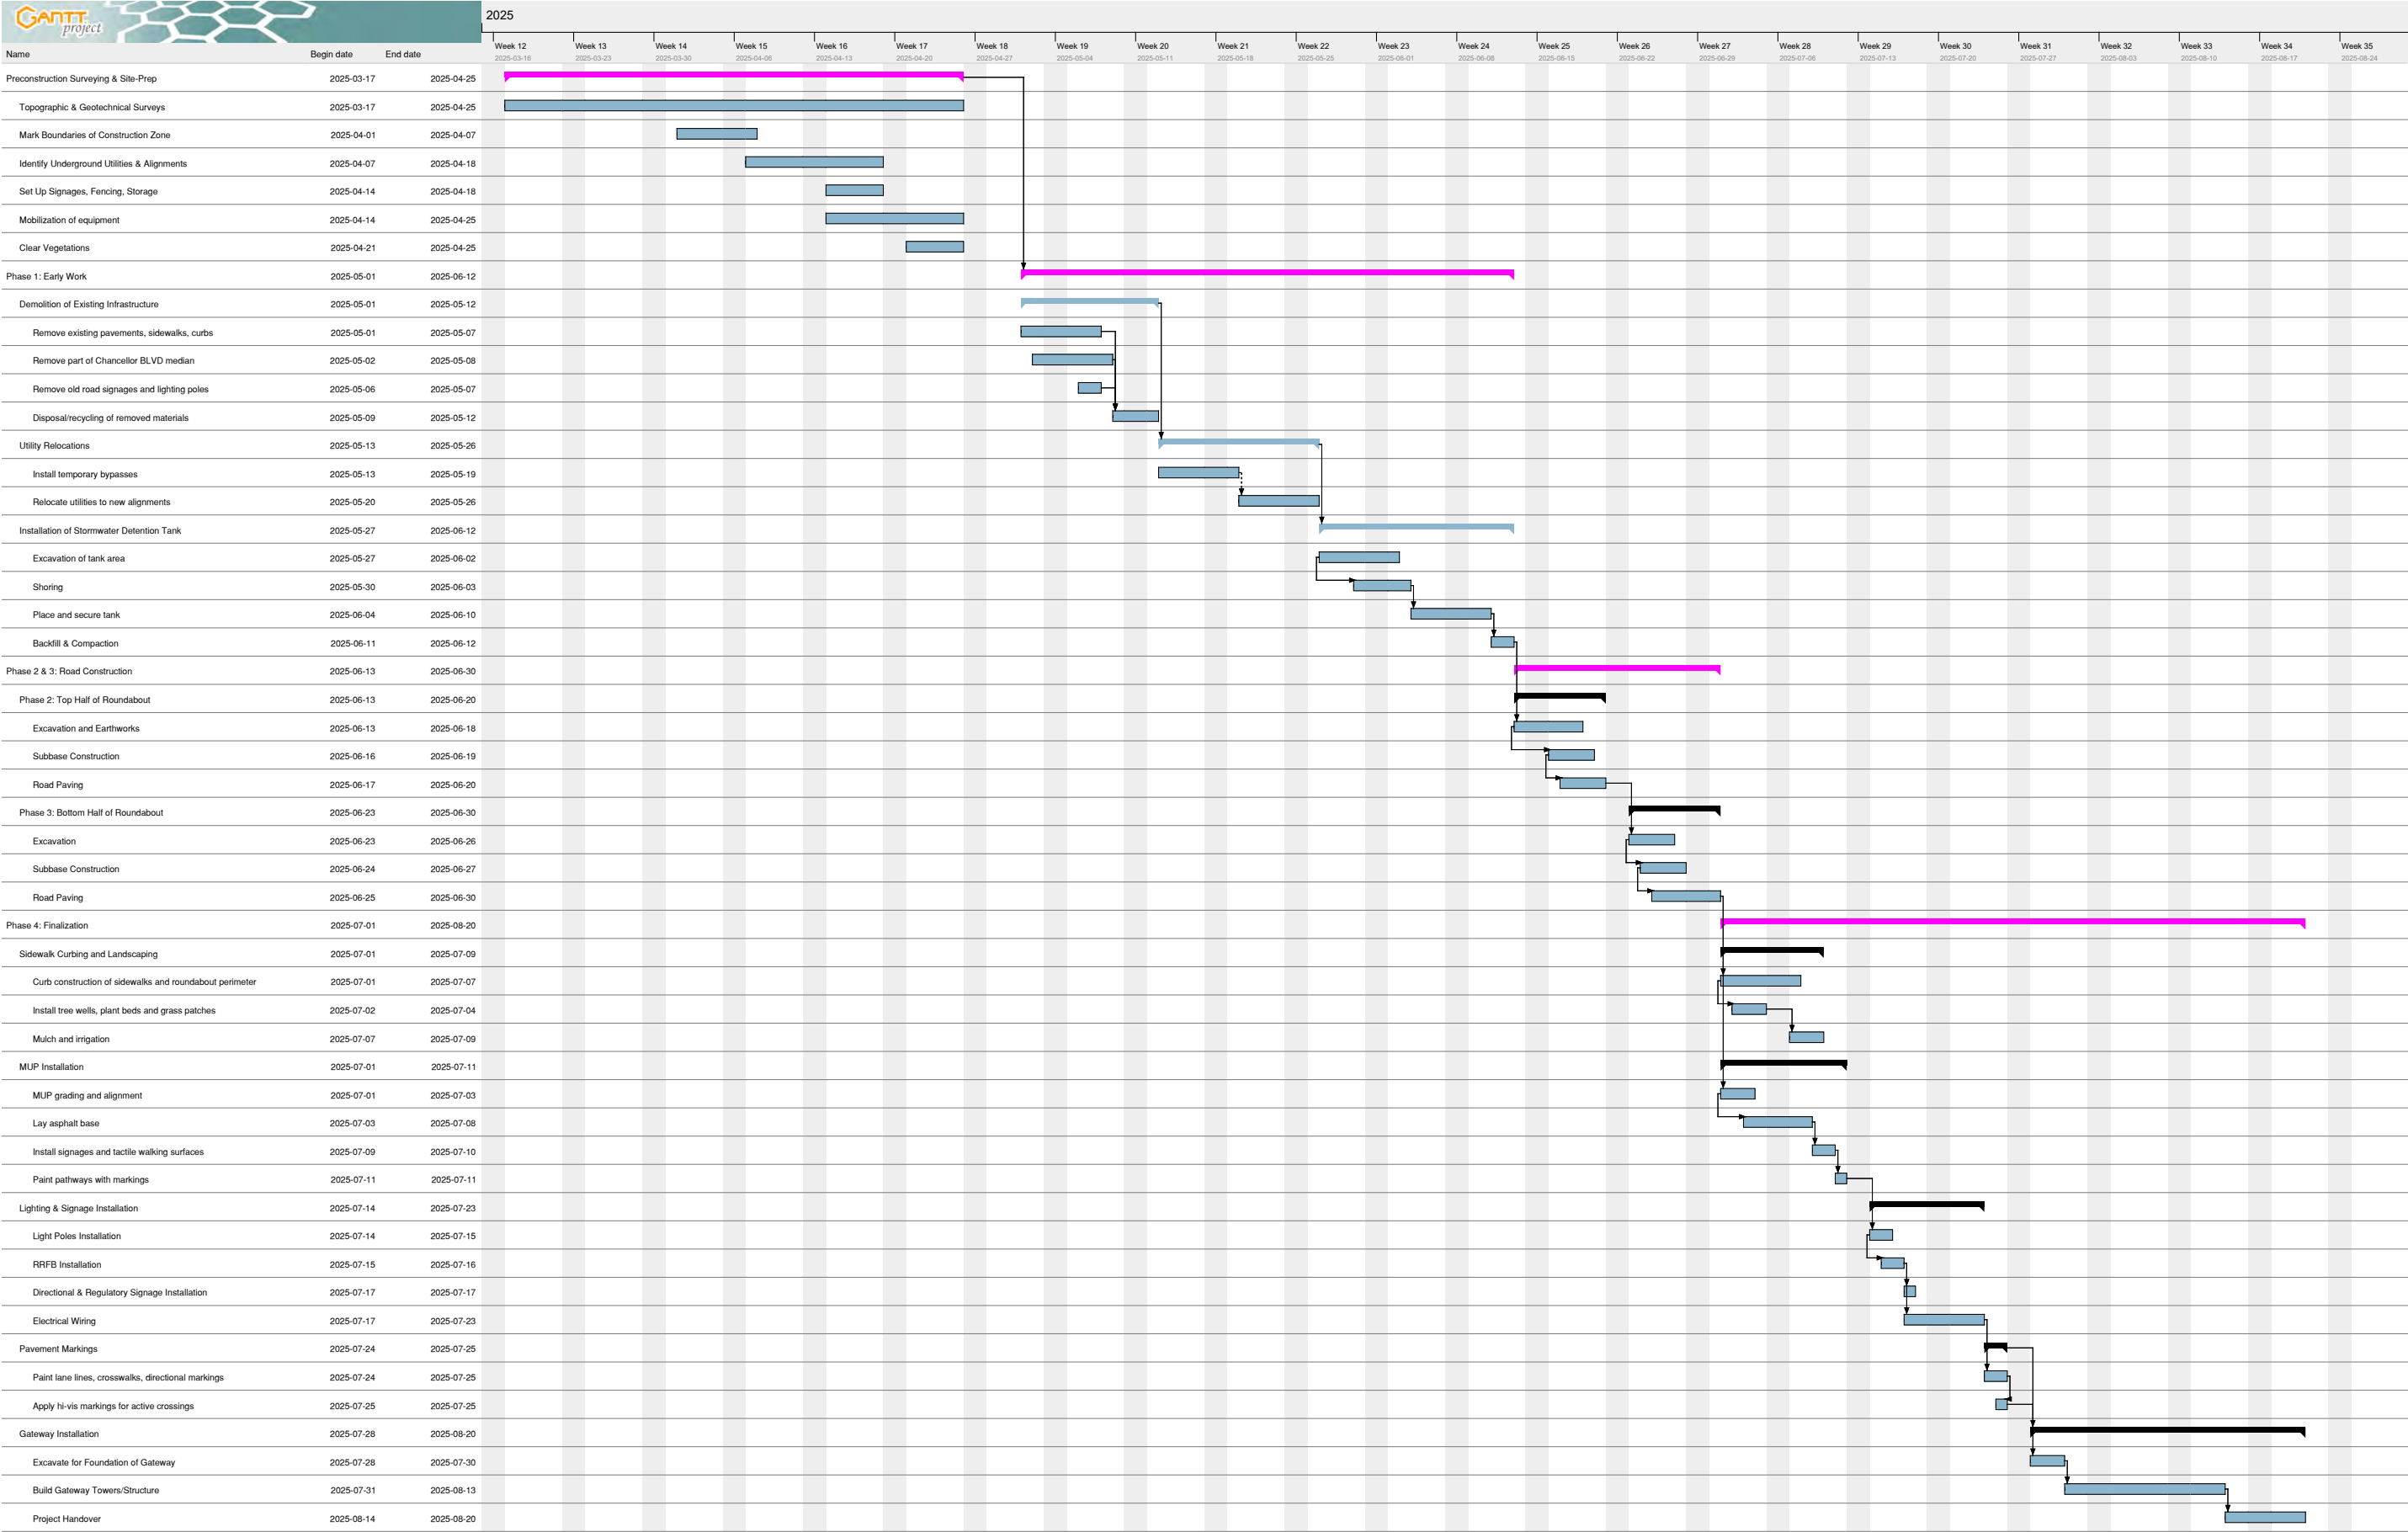 GANTT project
2025
Name Begin date End date
Week 12 Week 13 Week 14 Week 15 Week 16 Week 17 Week 18 Week 19 Week 20 Week 21 Week 22 Week 23 Week 24 Week 25 Week 26 Week 27 Week 28 Week 29 Week 30 Week 31 Week 32 Week 33 Week 34 Week 35
2025-03-16 2025-03-23 2025-03-30 2025-04-06 2025-04-13 2025-04-20 2025-04-27 2025-05-04 2025-05-11 2025-05-18 2025-05-25 2025-06-01 2025-06-08 2025-06-15 2025-06-22 2025-06-29 2025-07-06 2025-07-13 2025-07-20 2025-07-27 2025-08-03 2025-08-10 2025-08-17 2025-08-24
Preconstruction Surveying & Site-Prep 2025-03-17 2025-04-25
Topographic & Geotechnical Surveys 2025-03-17 2025-04-25
Mark Boundaries of Construction Zone 2025-04-01 2025-04-07
Identify Underground Utilities & Alignments 2025-04-07 2025-04-18
Set Up Signages, Fencing, Storage 2025-04-14 2025-04-18
Mobilization of equipment 2025-04-14 2025-04-25
Clear Vegetations 2025-04-21 2025-04-25
Phase 1: Early Work 2025-05-01 2025-06-12
Demolition of Existing Infrastructure 2025-05-01 2025-05-12
Remove existing pavements, sidewalks, curbs 2025-05-01 2025-05-07
Remove part of Chancellor BLVD median 2025-05-02 2025-05-08
Remove old road signages and lighting poles 2025-05-06 2025-05-07
Disposal/recycling of removed materials 2025-05-09 2025-05-12
Utility Relocations 2025-05-13 2025-05-26
Install temporary bypasses 2025-05-13 2025-05-19
Relocate utilities to new alignments 2025-05-20 2025-05-26
Installation of Stormwater Detention Tank 2025-05-27 2025-06-12
Excavation of tank area 2025-05-27 2025-06-02
Shoring 2025-05-30 2025-06-03
Place and secure tank 2025-06-04 2025-06-10
Backfill & Compaction 2025-06-11 2025-06-12
Phase 2 & 3: Road Construction 2025-06-13 2025-06-30
Phase 2: Top Half of Roundabout 2025-06-13 2025-06-20
Excavation and Earthworks 2025-06-13 2025-06-18
Subbase Construction 2025-06-16 2025-06-19
Road Paving 2025-06-17 2025-06-20
Phase 3: Bottom Half of Roundabout 2025-06-23 2025-06-30
Excavation 2025-06-23 2025-06-26
Subbase Construction 2025-06-24 2025-06-27
Road Paving 2025-06-25 2025-06-30
Phase 4: Finalization 2025-07-01 2025-08-20
Sidewalk Curbing and Landscaping 2025-07-01 2025-07-09
Curb construction of sidewalks and roundabout perimeter 2025-07-01 2025-07-07
Install tree wells, plant beds and grass patches 2025-07-02 2025-07-04
Mulch and irrigation 2025-07-07 2025-07-09
MUP Installation 2025-07-01 2025-07-11
MUP grading and alignment 2025-07-01 2025-07-03
Lay asphalt base 2025-07-03 2025-07-08
Install signages and tactile walking surfaces 2025-07-09 2025-07-10
Paint pathways with markings 2025-07-11 2025-07-11
Lighting & Signage Installation 2025-07-14 2025-07-23
Light Poles Installation 2025-07-14 2025-07-15
RRFB Installation 2025-07-15 2025-07-16
Directional & Regulatory Signage Installation 2025-07-17 2025-07-17
Electrical Wiring 2025-07-17 2025-07-23
Pavement Markings 2025-07-24 2025-07-25
Paint lane lines, crosswalks, directional markings 2025-07-24 2025-07-25
Apply hi-vis markings for active crossings 2025-07-25 2025-07-25
Gateway Installation 2025-07-28 2025-08-20
Excavate for Foundation of Gateway 2025-07-28 2025-07-30
Build Gateway Towers/Structure 2025-07-31 2025-08-13
Project Handover 2025-08-14 2025-08-20